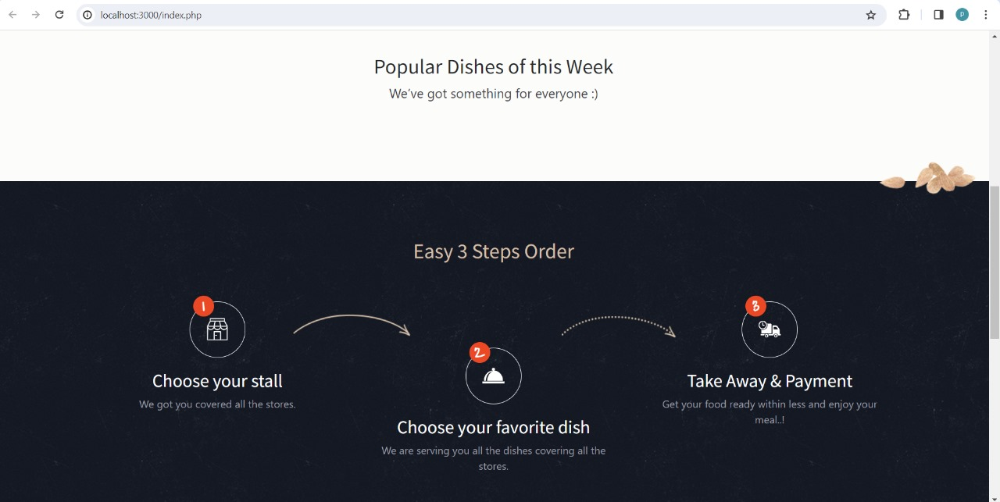 localhost:3000/index.php
P
Popular Dishes of this Week
We've got something for everyone :)
Easy 3 Steps Order
1
Choose your stall
We got you covered all the stores.
2
Choose your favorite dish
We are serving you all the dishes covering all the
stores.
3
Take Away & Payment
Get your food ready within less and enjoy your
meal..!